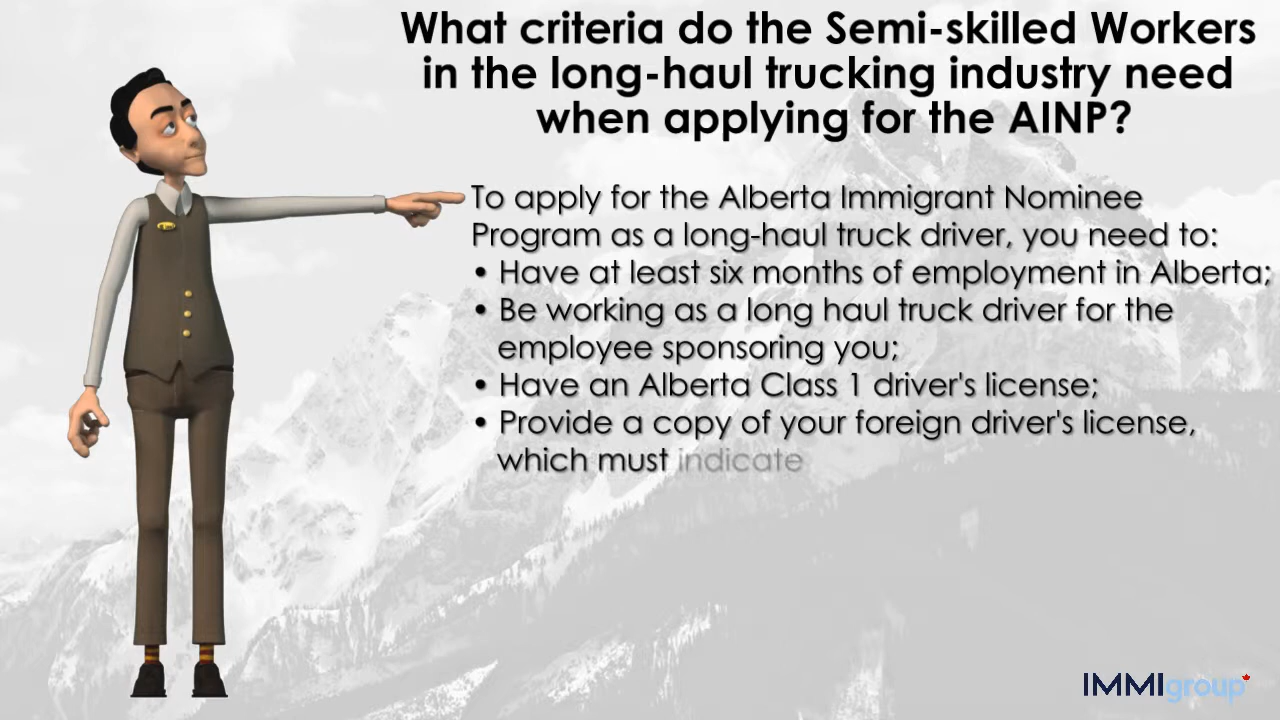 What criteria do the Semi-skilled Workers
in the long-haul trucking industry need
when applying for the AINP?
To apply for the Alberta Immigrant Nominee
Program as a long-haul truck driver, you need to:
• Have at least six months of employment in Alberta;
• Be working as a long haul truck driver for the
employee sponsoring you;
• Have an Alberta Class 1 driver's license;
• Provide a copy of your foreign driver's license,
which must indicate
IMMIgroup